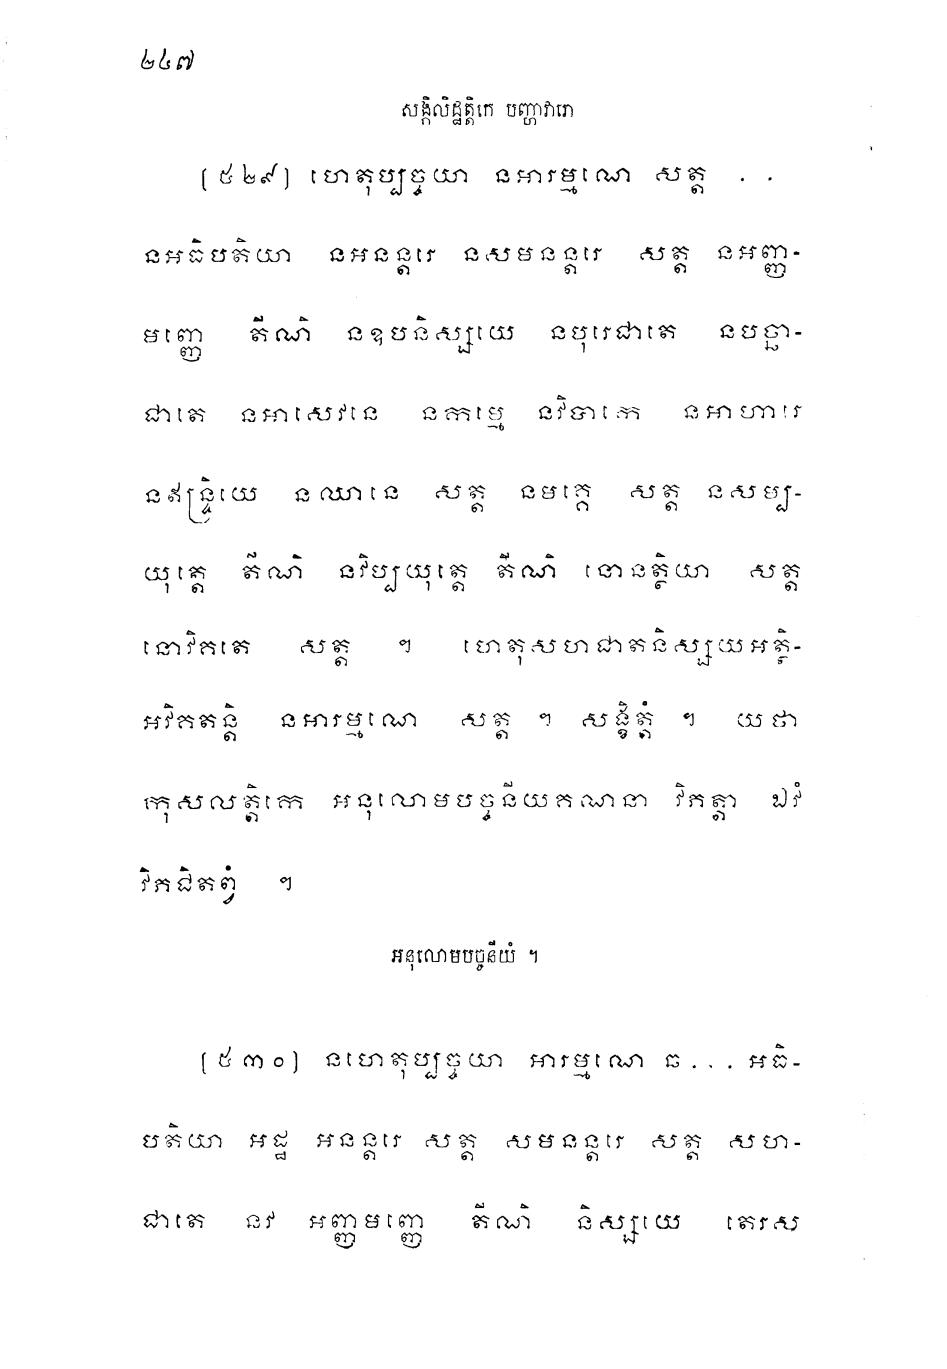 ២៤៧
សង្កិលិដ្ឋត្តិកេ បញ្ហាវារោ
(៥២៩) ហេតុប្បច្ចយា នអារម្មណេ សត្ត . .
នអធិបតិយា នអនន្តរេ នសមនន្តរេ សត្ត នអញ្ញ-
មញ្ញេ តីណិ នឧបនិស្សយេ នបុរេជាតេ នបច្ឆា-
ជាតេ នអាសេវនេ នកម្មេ នវិបាកេ នអាហារេ
នឥន្ទ្រិយេ នឈានេ សត្ត នមគ្គេ សត្ត នសម្ប-
យុត្តេ តីណិ នវិប្បយុត្តេ តីណិ នោនត្ថិយា សត្ត
នោវិគតេ សត្ត ។ ហេតុសហជាតនិស្សយអត្ថិ-
អវិគតន្តិ នអារម្មណេ សត្ត ។ សង្ខិត្តំ ។ យថា
កុសលត្តិកេ អនុលោមបច្ចនីយគណនា វិភត្តា ឯវំ
វិភជិតព្វំ ។
អនុលោមបច្ចនីយំ ។
(៥៣០) នហេតុប្បច្ចយា អារម្មណេ ឆ . . . អធិ-
បតិយា អដ្ឋ អនន្តរេ សត្ត សមនន្តរេ សត្ត សហ-
ជាតេ នវ អញ្ញមញ្ញេ តីណិ និស្សយេ តេរស